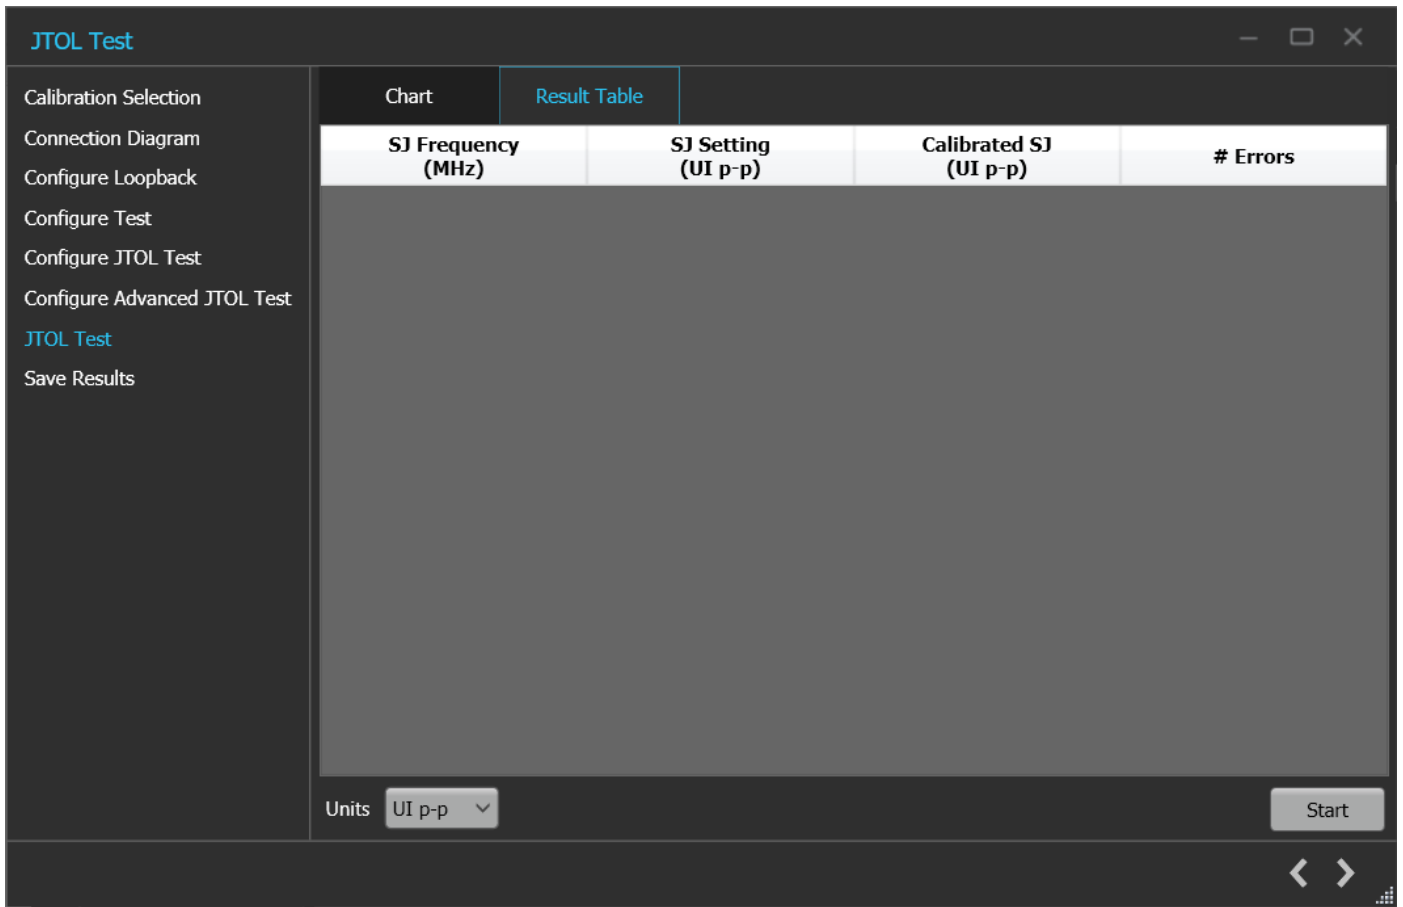 JTOL Test
Calibration Selection
Connection Diagram
Configure Loopback
Configure Test
Configure JTOL Test
Configure Advanced JTOL Test
JTOL Test
Save Results
Chart
Result Table
SJ Frequency
(MHz)
SJ Setting
(UI p-p)
Calibrated SJ
(UI p-p)
# Errors
Units
UI p-p
Start